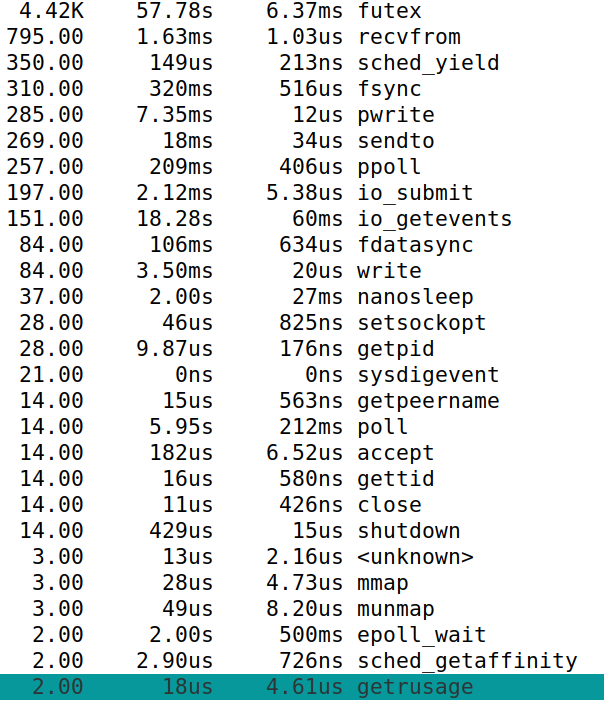 4.42K 57.78s 6.37ms futex
795.00 1.63ms 1.03us recvfrom
350.00 149us 213ns sched_yield
310.00 320ms 516us fsync
285.00 7.35ms 12us pwrite
269.00 18ms 34us sendto
257.00 209ms 406us ppoll
197.00 2.12ms 5.38us io_submit
151.00 18.28s 60ms io_getevents
84.00 106ms 634us fdatasync
84.00 3.50ms 20us write
37.00 2.00s 27ms nanosleep
28.00 46us 825ns setsockopt
28.00 9.87us 176ns getpid
21.00 0ns 0ns sysdigevent
14.00 15us 563ns getpeername
14.00 5.95s 212ms poll
14.00 182us 6.52us accept
14.00 16us 580ns gettid
14.00 11us 426ns close
14.00 429us 15us shutdown
3.00 13us 2.16us <unknown>
3.00 28us 4.73us mmap
3.00 49us 8.20us munmap
2.00 2.00s 500ms epoll_wait
2.00 2.90us 726ns sched_getaffinity
2.00 18us 4.61us getrusage